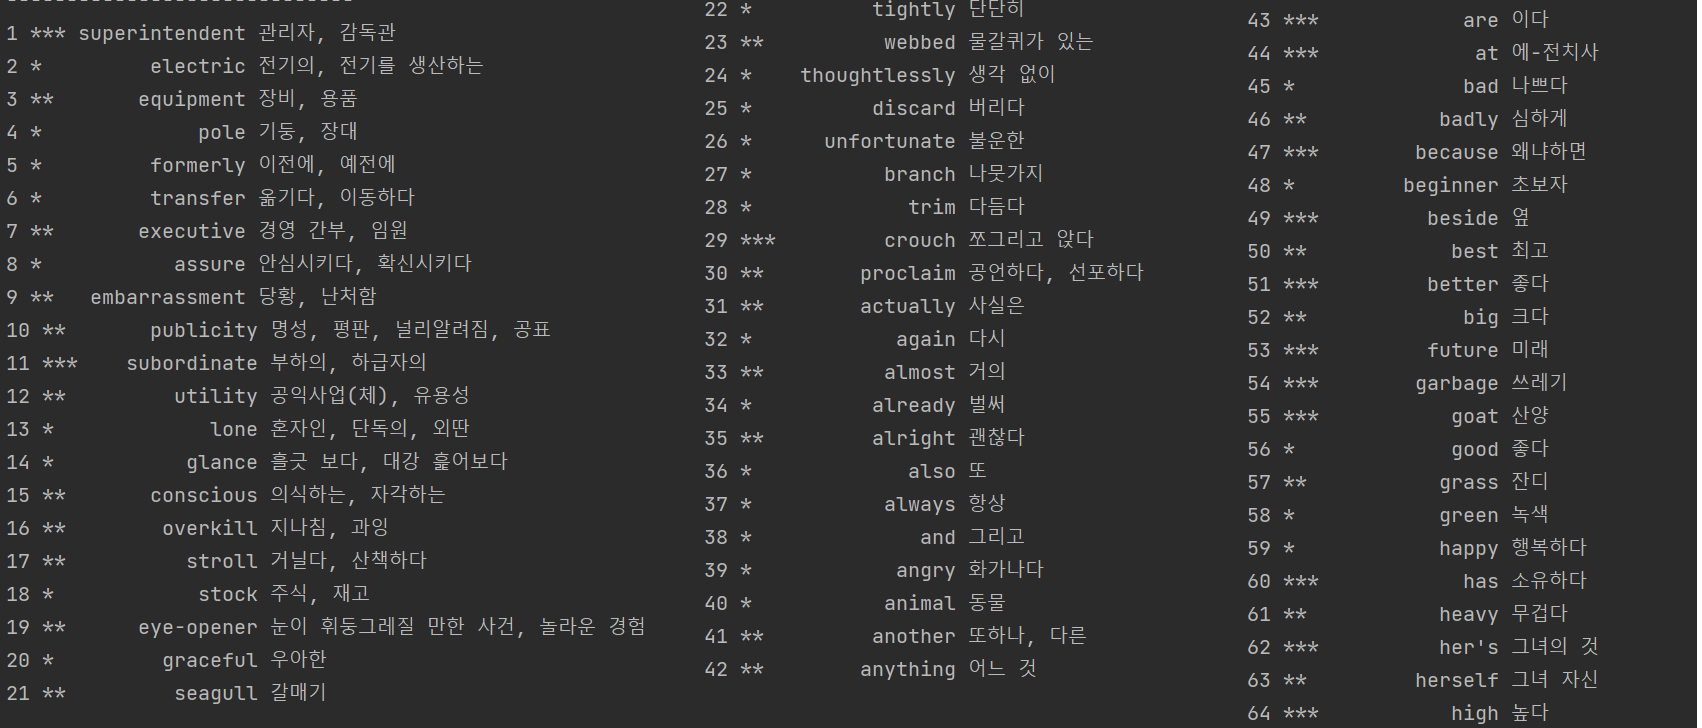 1 *** superintendent 관리자, 감독관
2 * electric 전기의, 전기를 생산하는
3 ** equipment 장비, 용품
4 * pole 기둥, 장대
5 * formerly 이전에, 예전에
6 * transfer 옮기다, 이동하다
7 ** executive 경영 간부, 임원
8 * assure 안심시키다, 확신시키다
9 ** embarrassment 당황, 난처함
10 ** publicity 명성, 평판, 널리알려짐, 공표
11 *** subordinate 부하의, 하급자의
12 ** utility 공익사업(체), 유용성
13 * lone 혼자인, 단독의, 외딴
14 * glance 흘긋 보다, 대강 훑어보다
15 ** conscious 의식하는, 자각하는
16 ** overkill 지나침, 과잉
17 ** stroll 거닐다, 산책하다
18 * stock 주식, 재고
19 ** eye-opener 눈이 휘둥그레질 만한 사건, 놀라운 경험
20 * graceful 우아한
21 ** seagull 갈매기
22 * tightly 단단히
23 ** webbed 물갈퀴가 있는
24 * thoughtlessly 생각 없이
25 * discard 버리다
26 * unfortunate 불운한
27 * branch 나뭇가지
28 * trim 다듬다
29 *** crouch 쪼그리고 앉다
30 ** proclaim 공언하다, 선포하다
31 ** actually 사실은
32 * again 다시
33 ** almost 거의
34 * already 벌써
35 ** alright 괜찮다
36 * also 또
37 * always 항상
38 * and 그리고
39 * angry 화가나다
40 * animal 동물
41 ** another 또하나, 다른
42 ** anything 어느 것
43 *** are 이다
44 *** at 에-전치사
45 * bad 나쁘다
46 ** badly 심하게
47 *** because 왜냐하면
48 * beginner 초보자
49 *** beside 옆
50 ** best 최고
51 *** better 좋다
52 ** big 크다
53 *** future 미래
54 *** garbage 쓰레기
55 *** goat 산양
56 * good 좋다
57 ** grass 잔디
58 * green 녹색
59 * happy 행복하다
60 *** has 소유하다
61 ** heavy 무겁다
62 *** her's 그녀의 것
63 ** herself 그녀 자신
64 *** high 높다